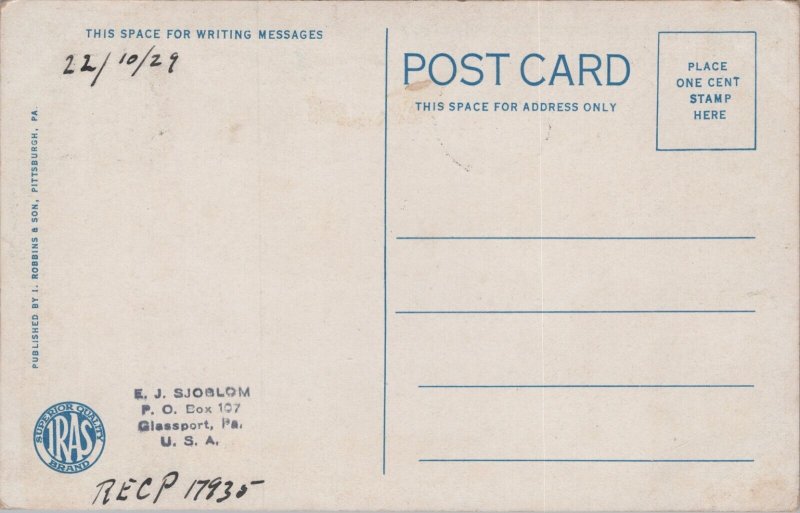 THIS SPACE FOR WRITING MESSAGES
22/10/29
PUBLISHED BY I. ROBBINS & SON, PITTSBURGH, PA.
E. J. SJOBLOM
P. O. Box 107
Glassport, Pa.
U. S. A.
SUPERIOR QUALITY
IRAS
BRAND
RECP 17935
POST CARD
THIS SPACE FOR ADDRESS ONLY
PLACE
ONE CENT
STAMP
HERE